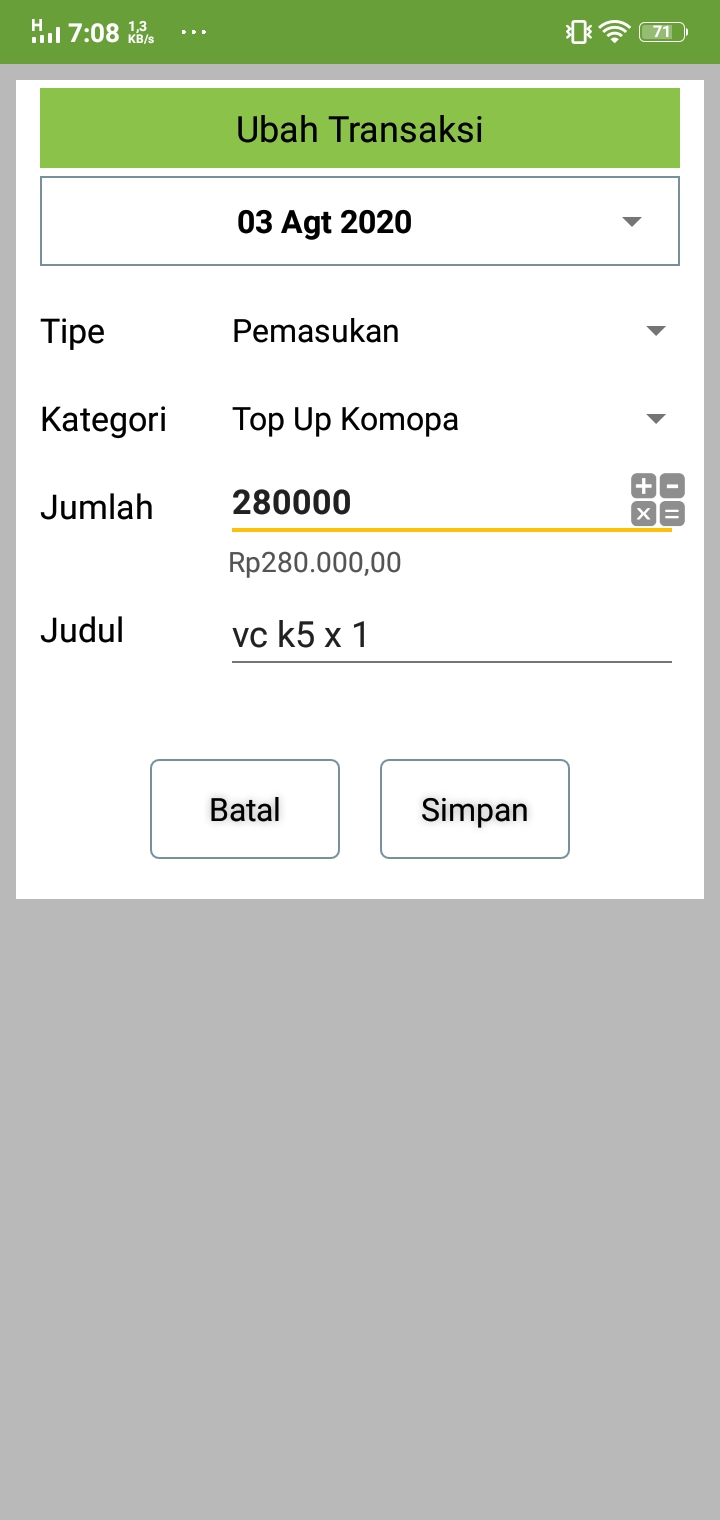 H 7:08 1,3 KB/s ... 71
Ubah Transaksi
03 Agt 2020
Tipe Pemasukan
Kategori Top Up Komopa
Jumlah 280000
Rp280.000,00
Judul vc k5 x 1
Batal Simpan